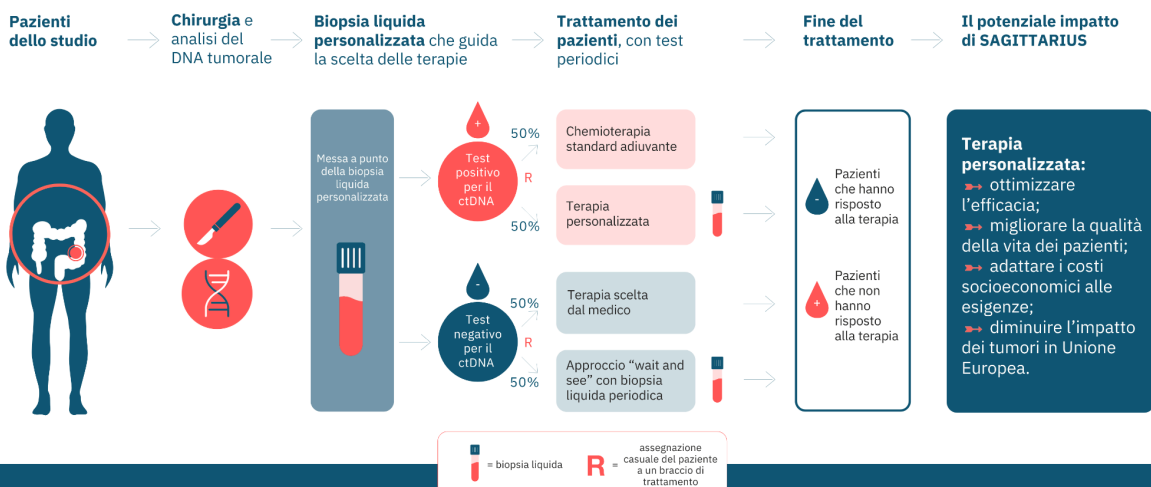 Pazienti
dello studio
Chirurgia e
analisi del
DNA tumorale
Biopsia liquida
personalizzata che guida
la scelta delle terapie
Trattamento dei
pazienti, con test
periodici
Fine del
trattamento
Il potenziale impatto
di SAGITTARIUS
Messa a punto
della biopsia
liquida
personalizzata
+
Test
positivo
per il
ctDNA
50%
R
50%
Chemioterapia
standard adiuvante
Terapia
personalizzata
-
Test
negativo
per il
ctDNA
50%
R
50%
Terapia scelta
dal medico
Approccio “wait and
see” con biopsia
liquida periodica
-
Pazienti
che hanno
risposto
alla terapia
+
Pazienti
che non
hanno
risposto
alla terapia
Terapia
personalizzata:
ottimizzare
l’efficacia;
migliorare la qualità
della vita dei pazienti;
adattare i costi
socioeconomici alle
esigenze;
diminuire l’impatto
dei tumori in Unione
Europea.
= biopsia liquida
R = assegnazione
casuale del paziente
a un braccio di
trattamento